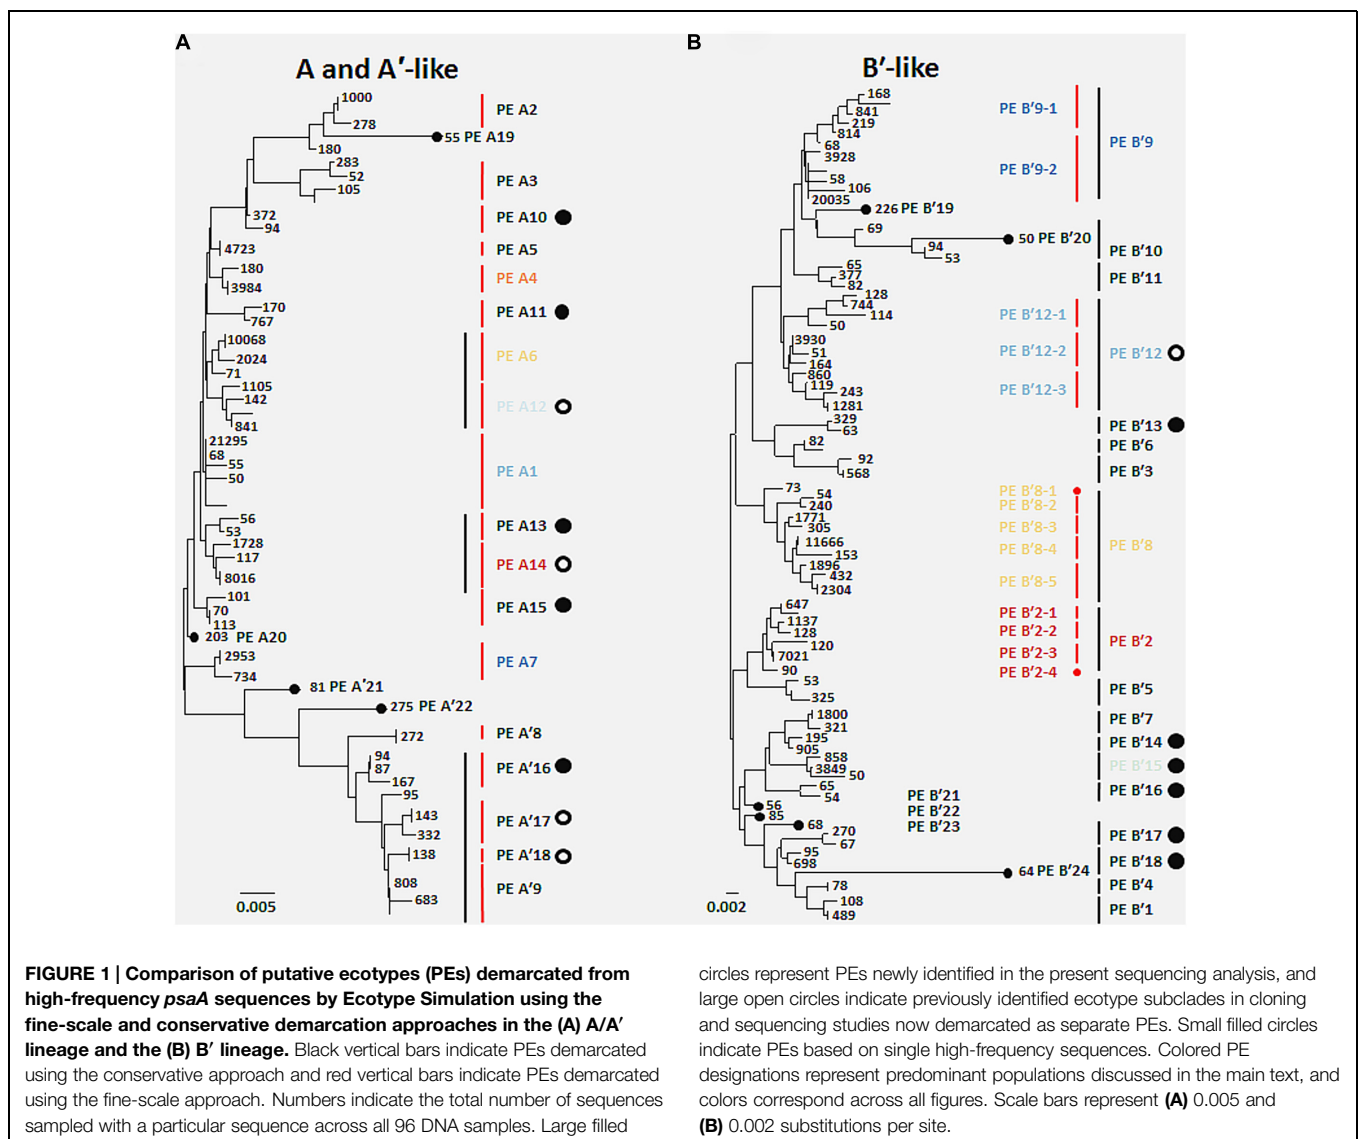 A
A and A′-like
1000
278
PE A2
55 PE A19
180
283
52
105
PE A3
372
94
PE A10
4723
PE A5
180
3984
PE A4
170
767
PE A11
10068
2024
71
PE A6
1105
142
841
PE A12
21295
68
55
50
PE A1
56
53
PE A13
1728
117
8016
PE A14
101
70
113
PE A15
203 PE A20
2953
734
PE A7
81 PE A′21
275 PE A′22
272
PE A′8
94
87
167
PE A′16
95
143
332
PE A′17
138
PE A′18
808
683
PE A′9
0.005
B
B′-like
168
841
219
814
PE B′9-1
68
3928
58
106
20035
PE B′9-2
PE B′9
226 PE B′19
69
50 PE B′20
94
53
PE B′10
65
377
82
PE B′11
128
744
114
50
PE B′12-1
3930
51
164
PE B′12-2
PE B′12
860
119
243
1281
PE B′12-3
329
63
PE B′13
82
PE B′6
92
568
PE B′3
73
PE B′8-1
54
240
PE B′8-2
1771
305
PE B′8-3
11666
153
PE B′8-4
PE B′8
1896
432
2304
PE B′8-5
647
PE B′2-1
1137
128
PE B′2-2
120
7021
PE B′2-3
PE B′2
90
PE B′2-4
53
325
PE B′5
1800
321
PE B′7
195
905
PE B′14
858
3849
50
PE B′15
65
54
PE B′16
56
PE B′21
85
PE B′22
68
PE B′23
270
67
PE B′17
95
698
PE B′18
64 PE B′24
78
PE B′4
108
489
PE B′1
0.002
FIGURE 1 | Comparison of putative ecotypes (PEs) demarcated from
high-frequency psaA sequences by Ecotype Simulation using the
fine-scale and conservative demarcation approaches in the (A) A/A′
lineage and the (B) B′ lineage. Black vertical bars indicate PEs demarcated
using the conservative approach and red vertical bars indicate PEs demarcated
using the fine-scale approach. Numbers indicate the total number of sequences
sampled with a particular sequence across all 96 DNA samples. Large filled
circles represent PEs newly identified in the present sequencing analysis, and
large open circles indicate previously identified ecotype subclades in cloning
and sequencing studies now demarcated as separate PEs. Small filled circles
indicate PEs based on single high-frequency sequences. Colored PE
designations represent predominant populations discussed in the main text, and
colors correspond across all figures. Scale bars represent (A) 0.005 and
(B) 0.002 substitutions per site.